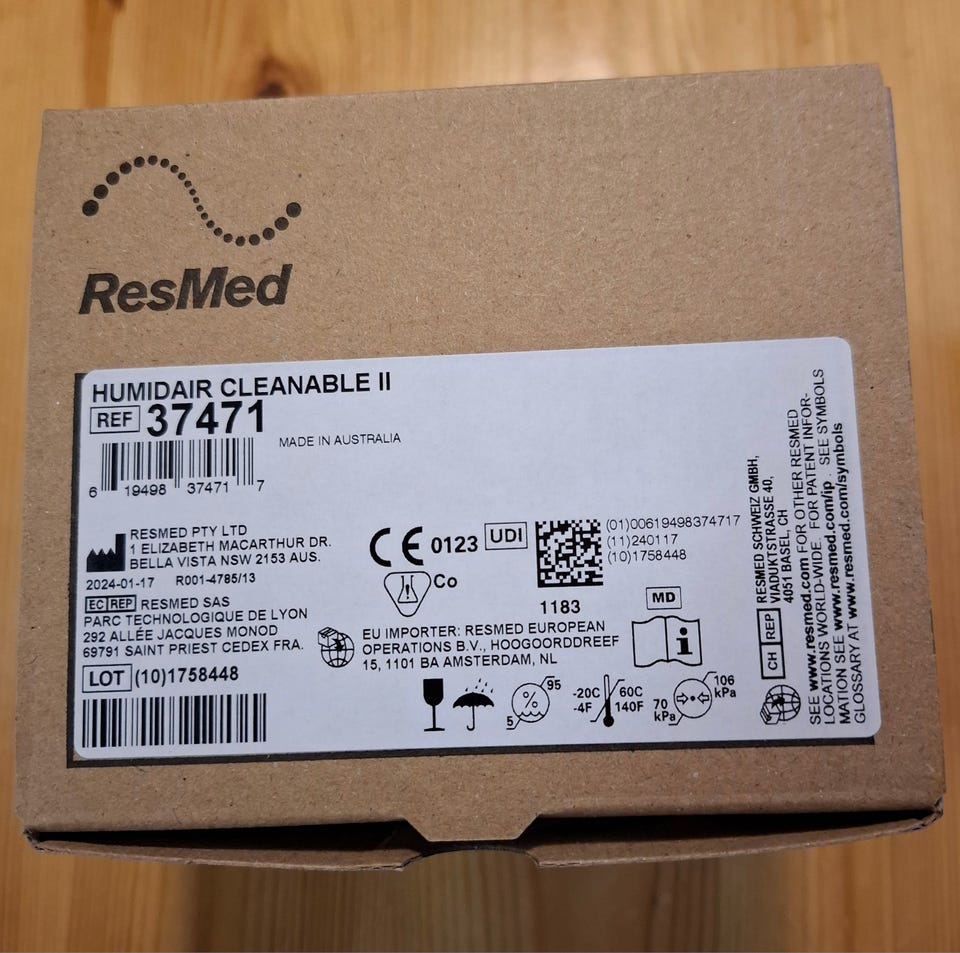 ResMed
HUMIDAIR CLEANABLE II
REF 37471
MADE IN AUSTRALIA
6 19498 37471 7
RESMED PTY LTD
1 ELIZABETH MACARTHUR DR.
BELLA VISTA NSW 2153 AUS.
2024-01-17 R001-4785/13
EC REP RESMED SAS
PARC TECHNOLOGIQUE DE LYON
292 ALLÉE JACQUES MONOD
69791 SAINT PRIEST CEDEX FRA.
LOT (10)1758448
CE 0123 UDI
Co
(01)00619498374717
(11)240117
(10)1758448
1183
MD
EU IMPORTER: RESMED EUROPEAN
OPERATIONS B.V., HOOGOORDDREEF
15, 1101 BA AMSTERDAM, NL
i
5 % 95
-20C 60C
-4F 140F
70 kPa 106 kPa
CH REP RESMED SCHWEIZ GMBH,
VIADUKTSTRASSE 40,
4051 BASEL, CH
SEE www.resmed.com FOR OTHER RESMED
LOCATIONS WORLD-WIDE. FOR PATENT INFOR-
MATION SEE www.resmed.com/ip . SEE SYMBOLS
GLOSSARY AT www.resmed.com/symbols